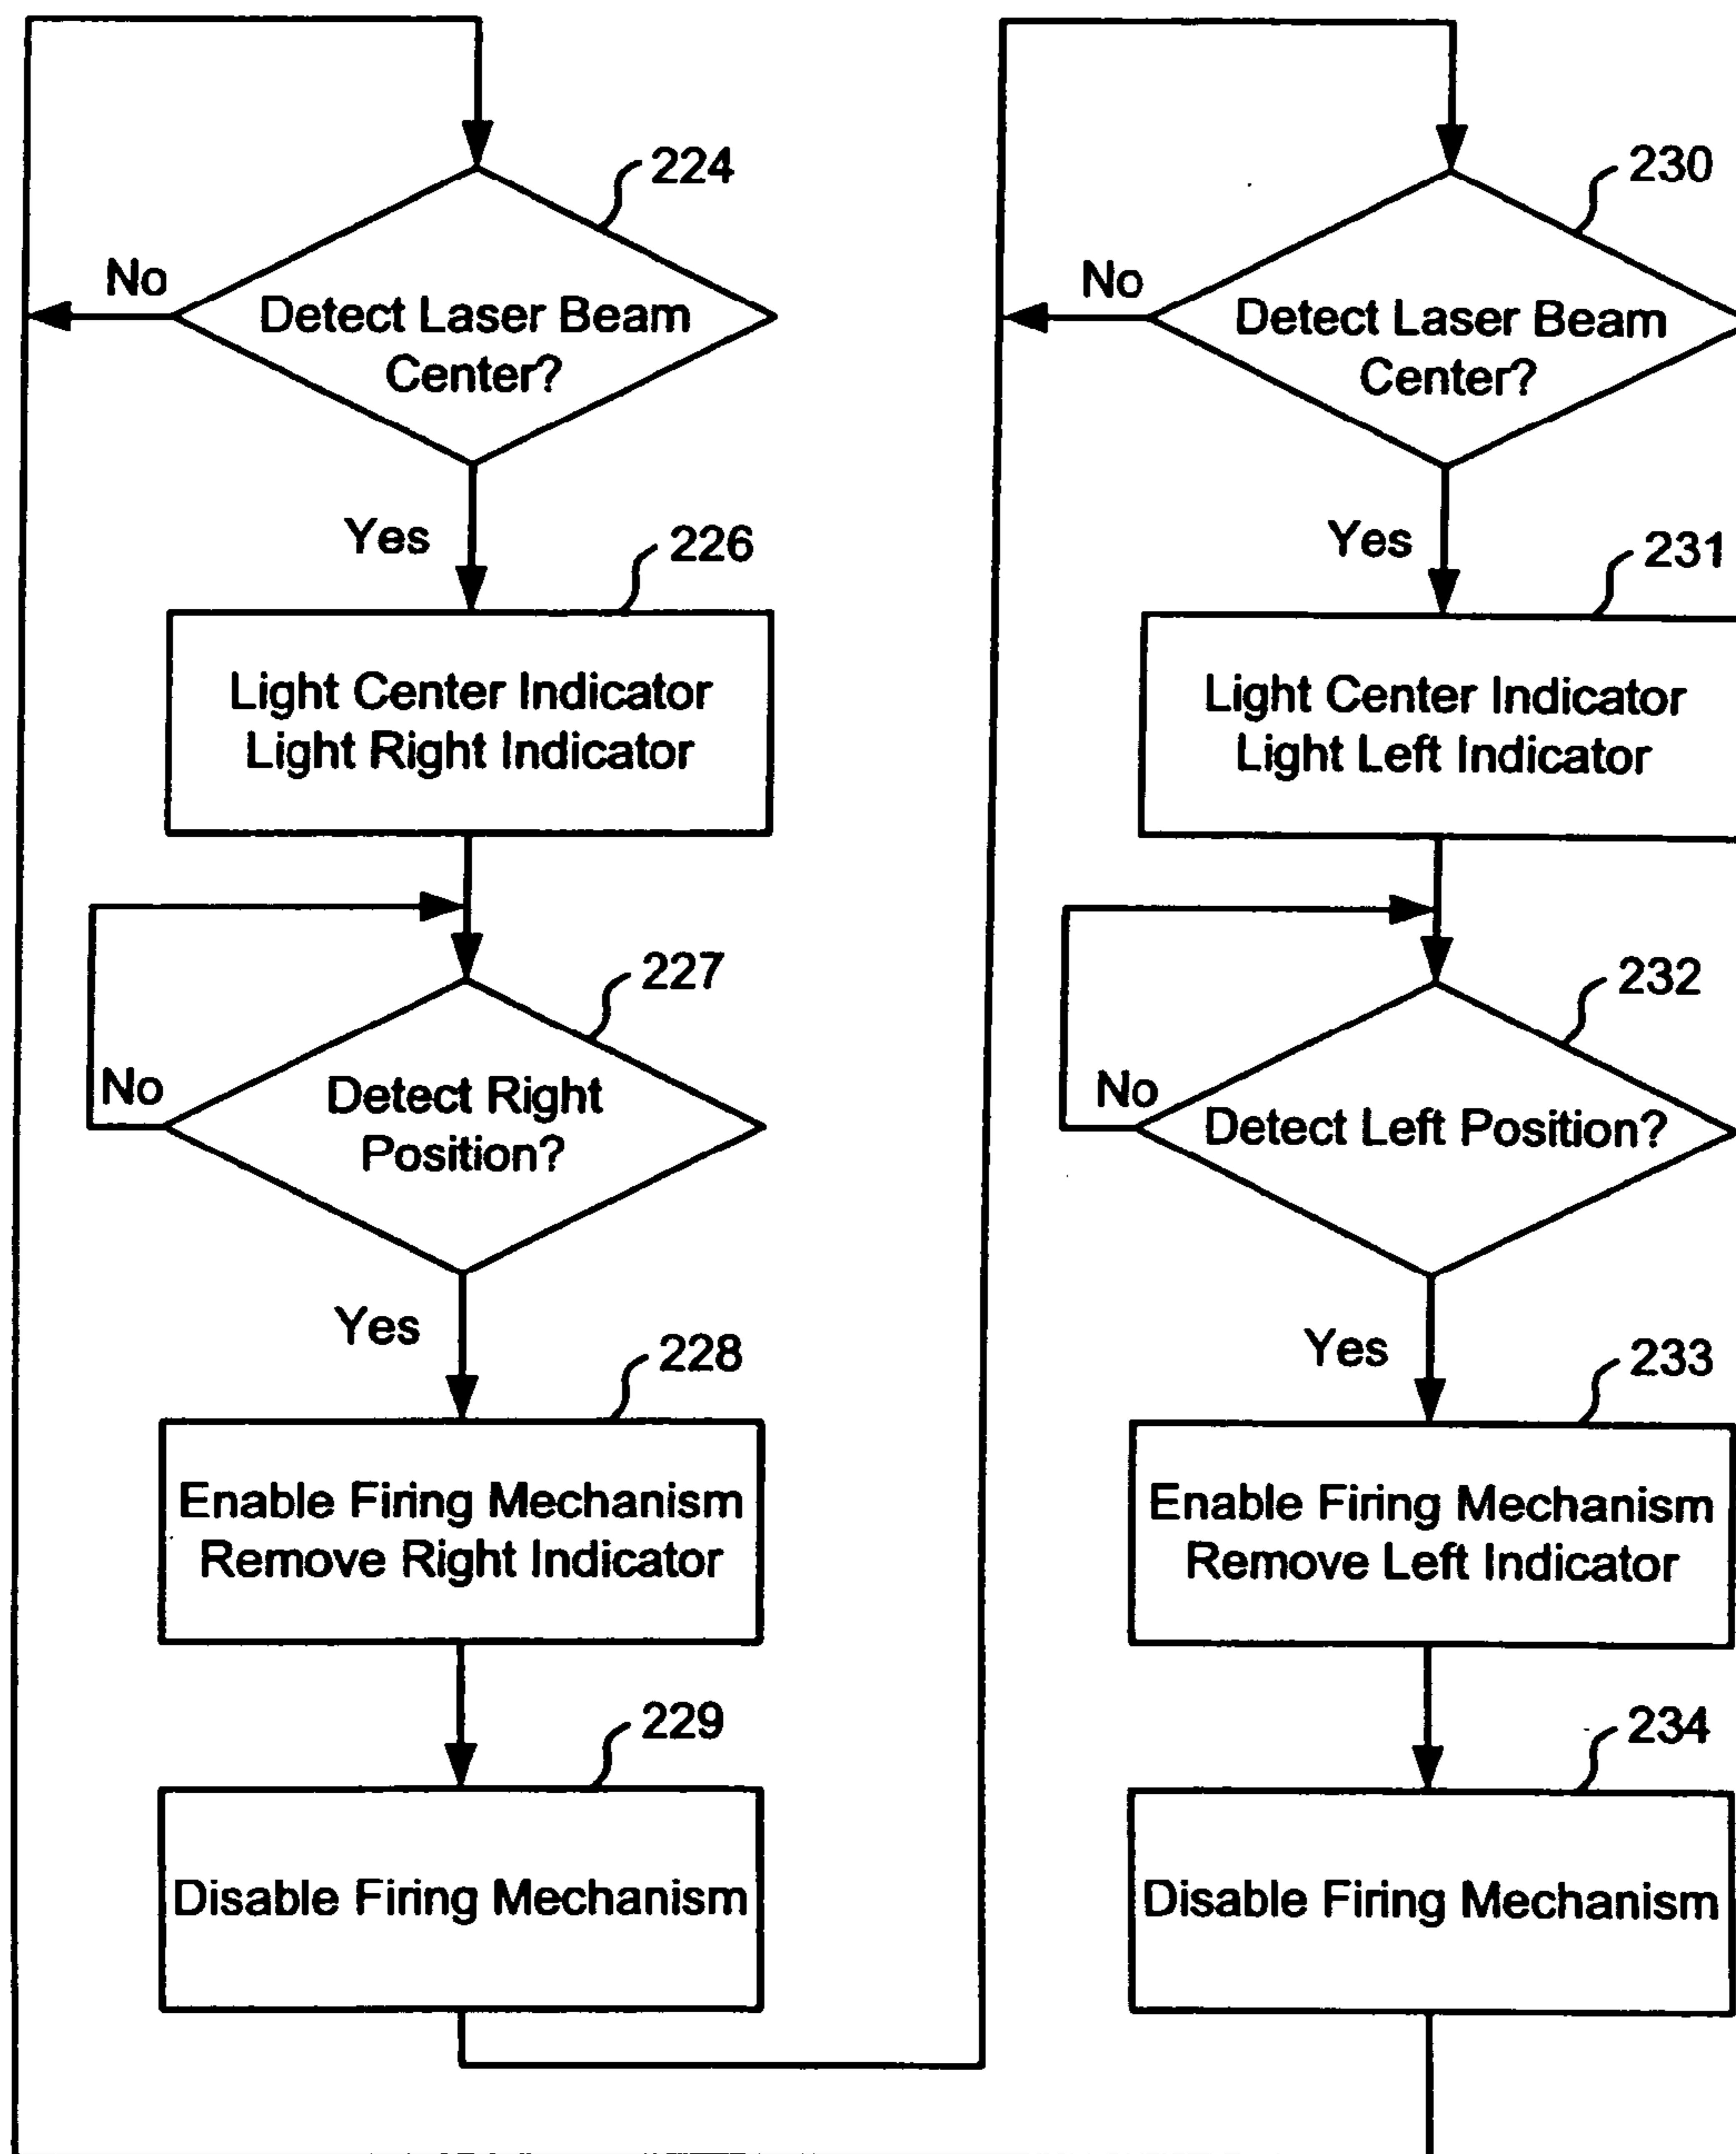 224
No
Detect Laser Beam
Center?
Yes
226
Light Center Indicator
Light Right Indicator
227
No
Detect Right
Position?
Yes
228
Enable Firing Mechanism
Remove Right Indicator
229
Disable Firing Mechanism
230
No
Detect Laser Beam
Center?
Yes
231
Light Center Indicator
Light Left Indicator
232
No
Detect Left Position?
Yes
233
Enable Firing Mechanism
Remove Left Indicator
234
Disable Firing Mechanism